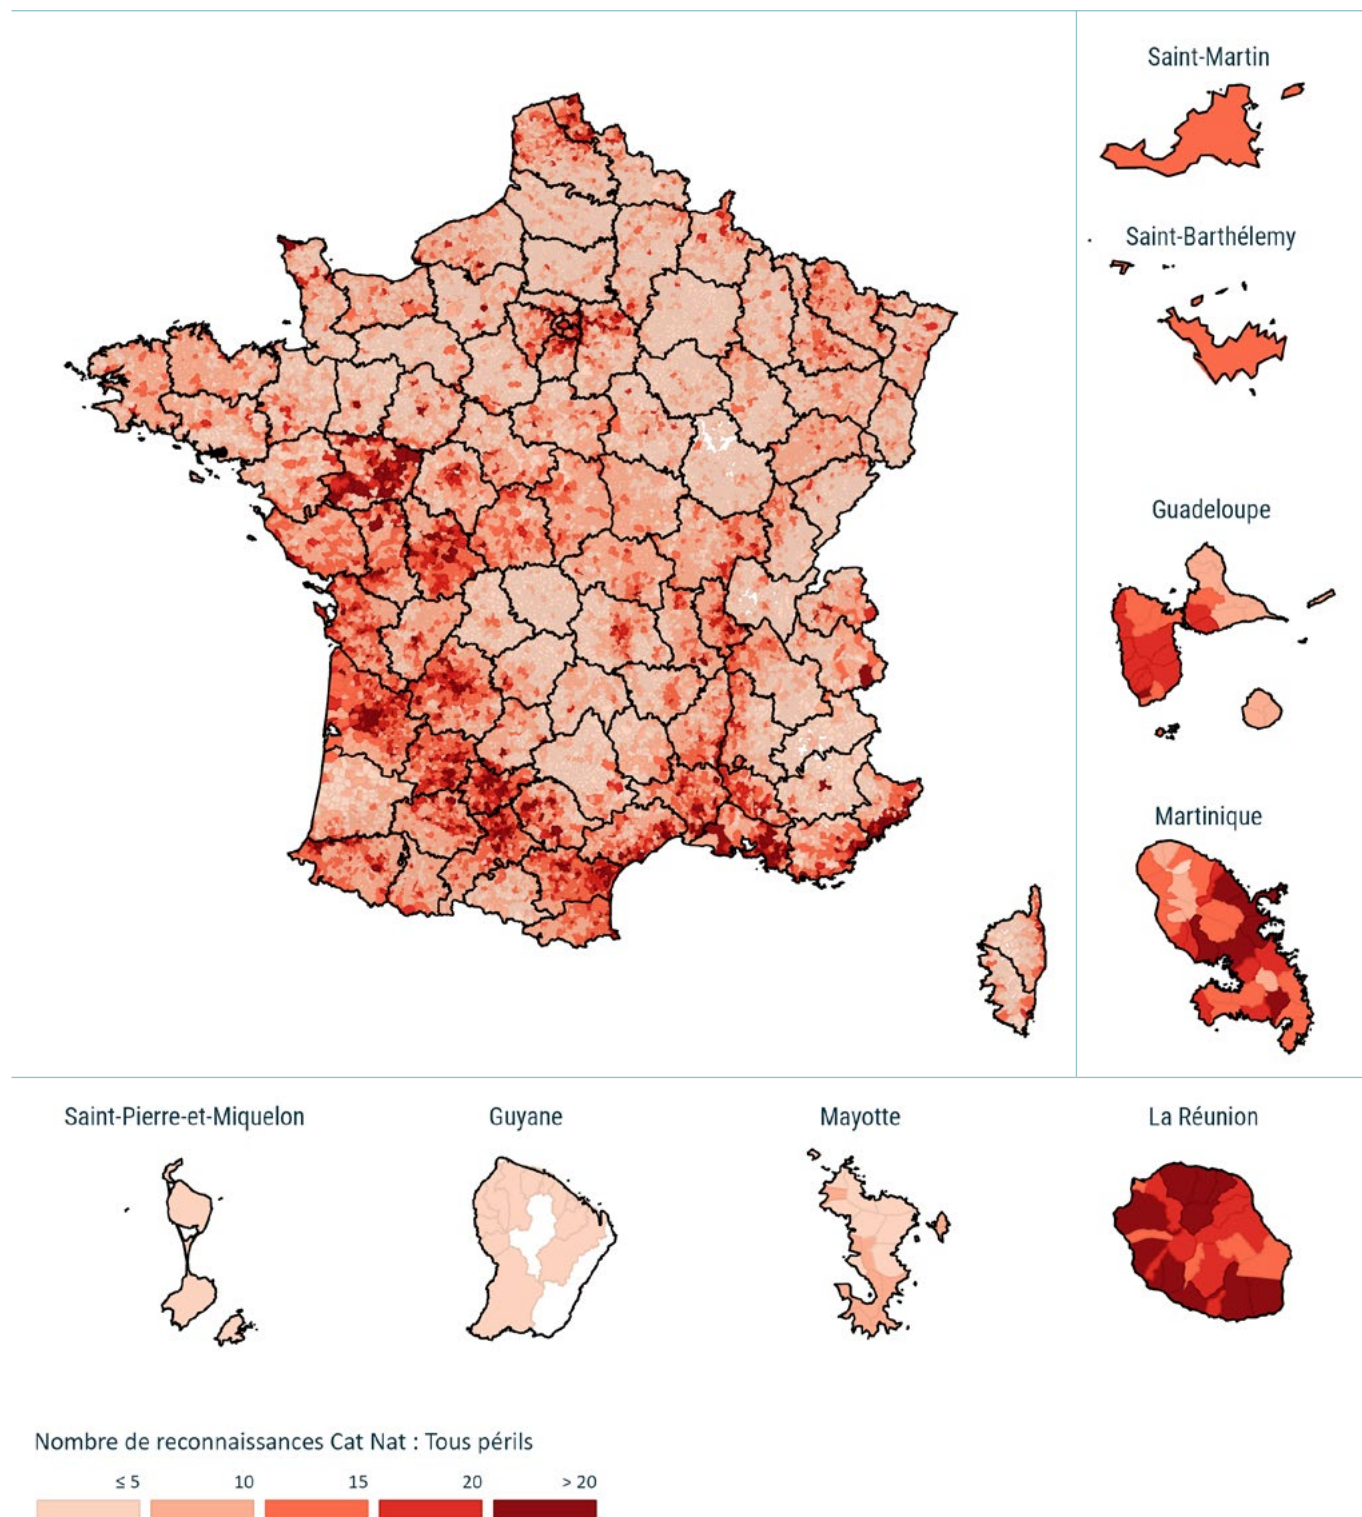 Saint-Martin
Saint-Barthélemy
Guadeloupe
Martinique
Saint-Pierre-et-Miquelon
Guyane
Mayotte
La Réunion
Nombre de reconnaissances Cat Nat : Tous périls
≤ 5 10 15 20 > 20